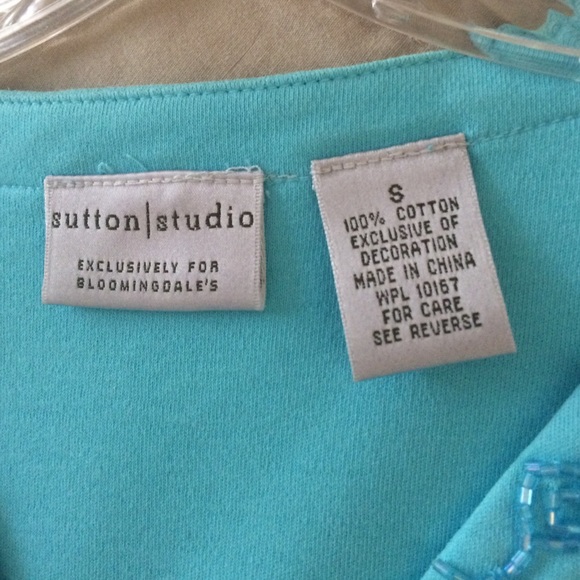 sutton|studio
EXCLUSIVELY FOR
BLOOMINGDALE'S
S
100% COTTON
EXCLUSIVE OF
DECORATION
MADE IN CHINA
WPL 10167
FOR CARE
SEE REVERSE